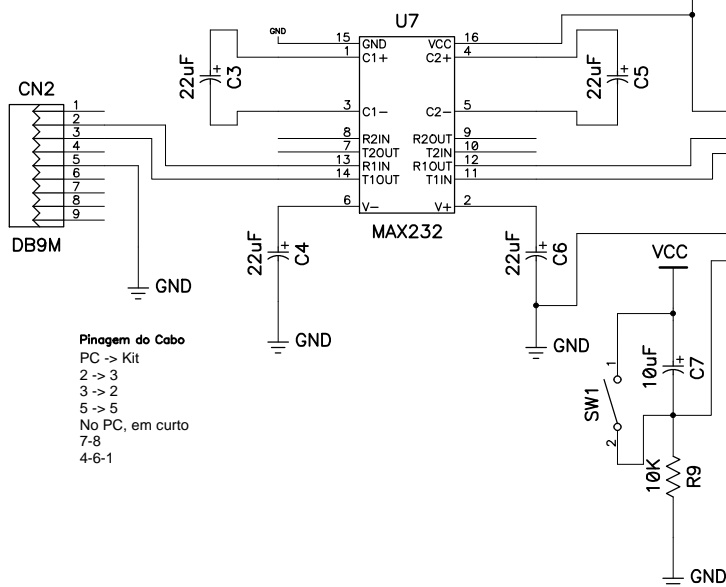 U7
GND
15
GND
VCC
16
1
C1+
C2+
4
22uF
C3
22uF
C5
CN2
1
2
3
4
5
6
7
8
9
DB9M
3
C1-
C2-
5
8
R2IN
R2OUT
9
7
T2OUT
T2IN
10
13
R1IN
R1OUT
12
14
T1OUT
T1IN
11
6
V-
V+
2
MAX232
22uF
C4
22uF
C6
GND
GND
GND
VCC
1
SW1
2
10uF
C7
10K
R9
GND
Pinagem do Cabo
PC -> Kit
2 -> 3
3 -> 2
5 -> 5
No PC, em curto
7-8
4-6-1